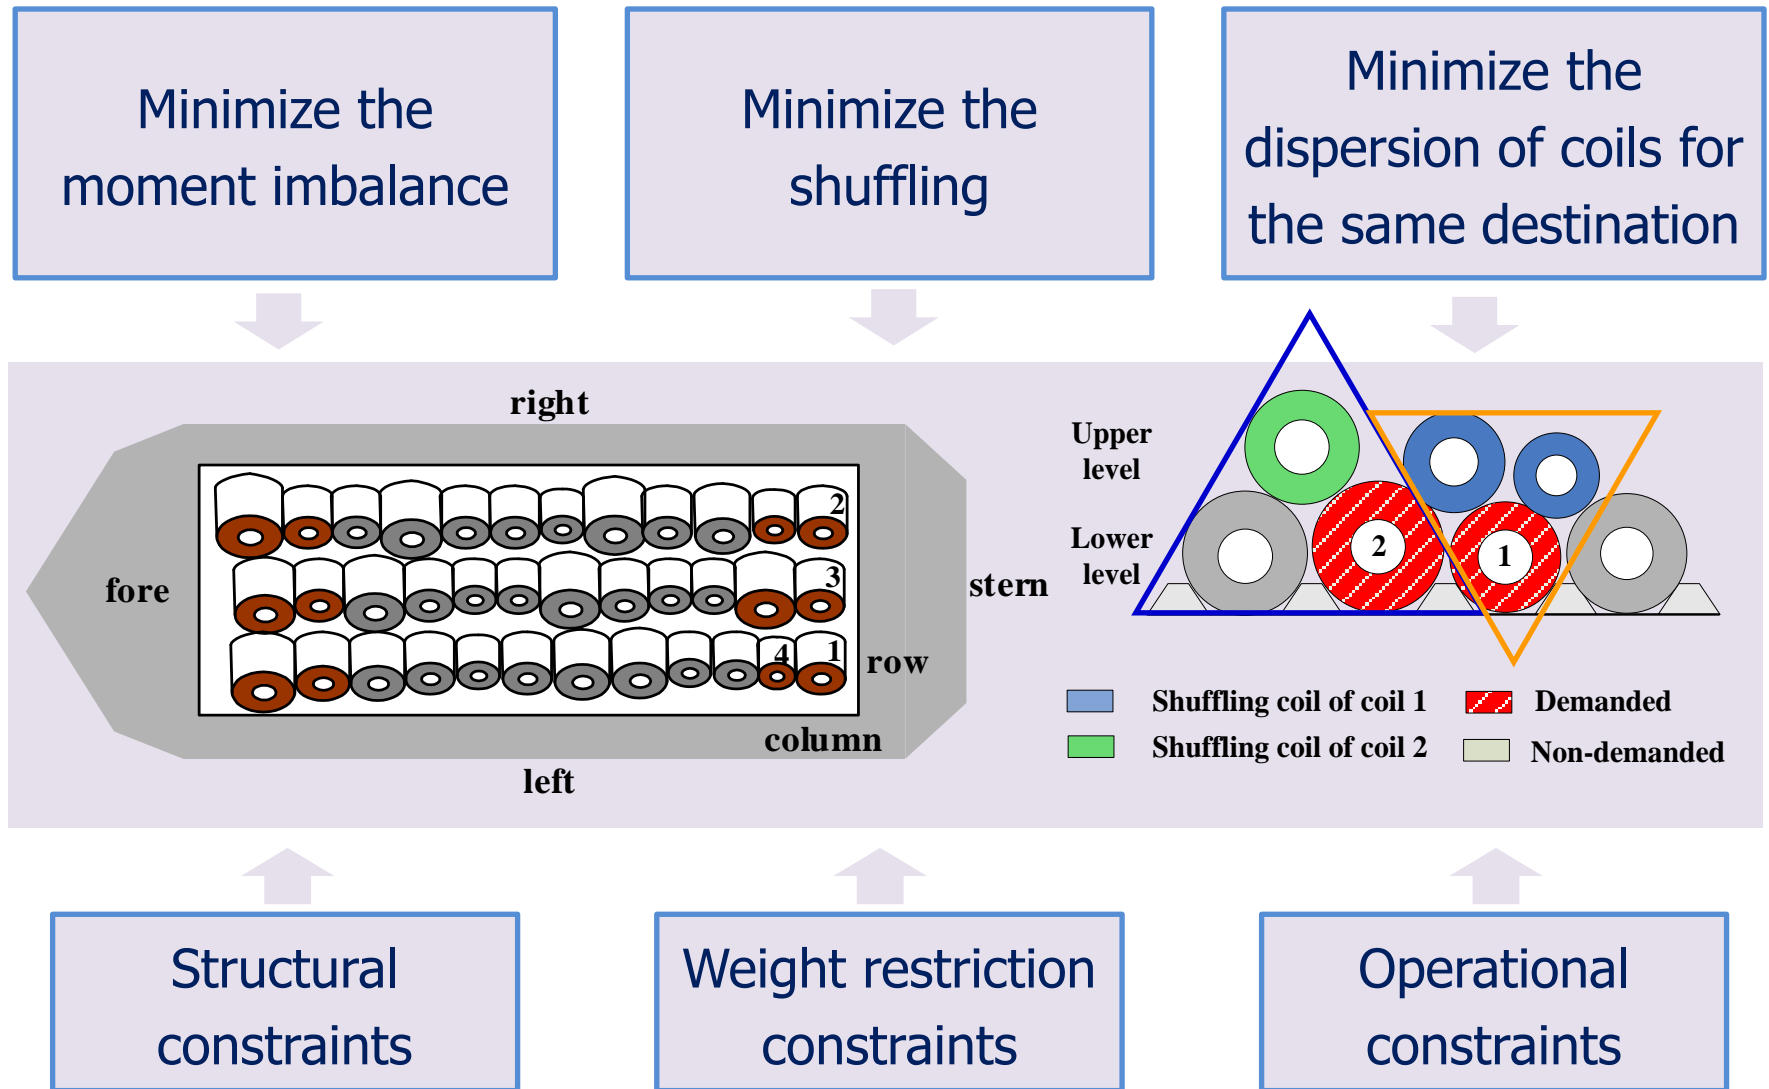 Minimize the
moment imbalance
Minimize the
shuffling
Minimize the
dispersion of coils for
the same destination
right
fore
stern
row
column
left
2
3
4
1
Upper
level
Lower
level
2
1
Shuffling coil of coil 1
Demanded
Shuffling coil of coil 2
Non-demanded
Structural
constraints
Weight restriction
constraints
Operational
constraints